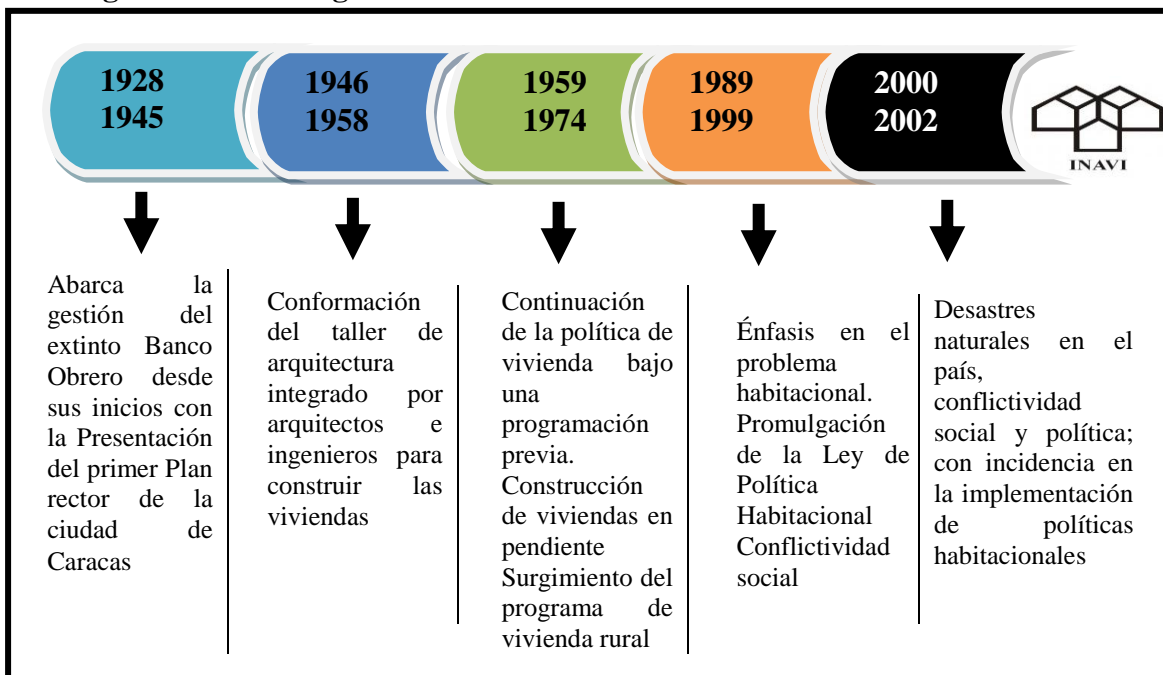 1928
1945
1946
1958
1959
1974
1989
1999
2000
2002
INAVI
Abarca la
gestión del
extinto Banco
Obrero desde
sus inicios con
la Presentación
del primer Plan
rector de la
ciudad de
Caracas
Conformación
del taller de
arquitectura
integrado por
arquitectos e
ingenieros para
construir las
viviendas
Continuación
de la política de
vivienda bajo
una
programación
previa.
Construcción
de viviendas en
pendiente
Surgimiento del
programa de
vivienda rural
Énfasis en el
problema
habitacional.
Promulgación
de la Ley de
Política
Habitacional
Conflictividad
social
Desastres
naturales en el
país,
conflictividad
social y política;
con incidencia en
la implementación
de políticas
habitacionales